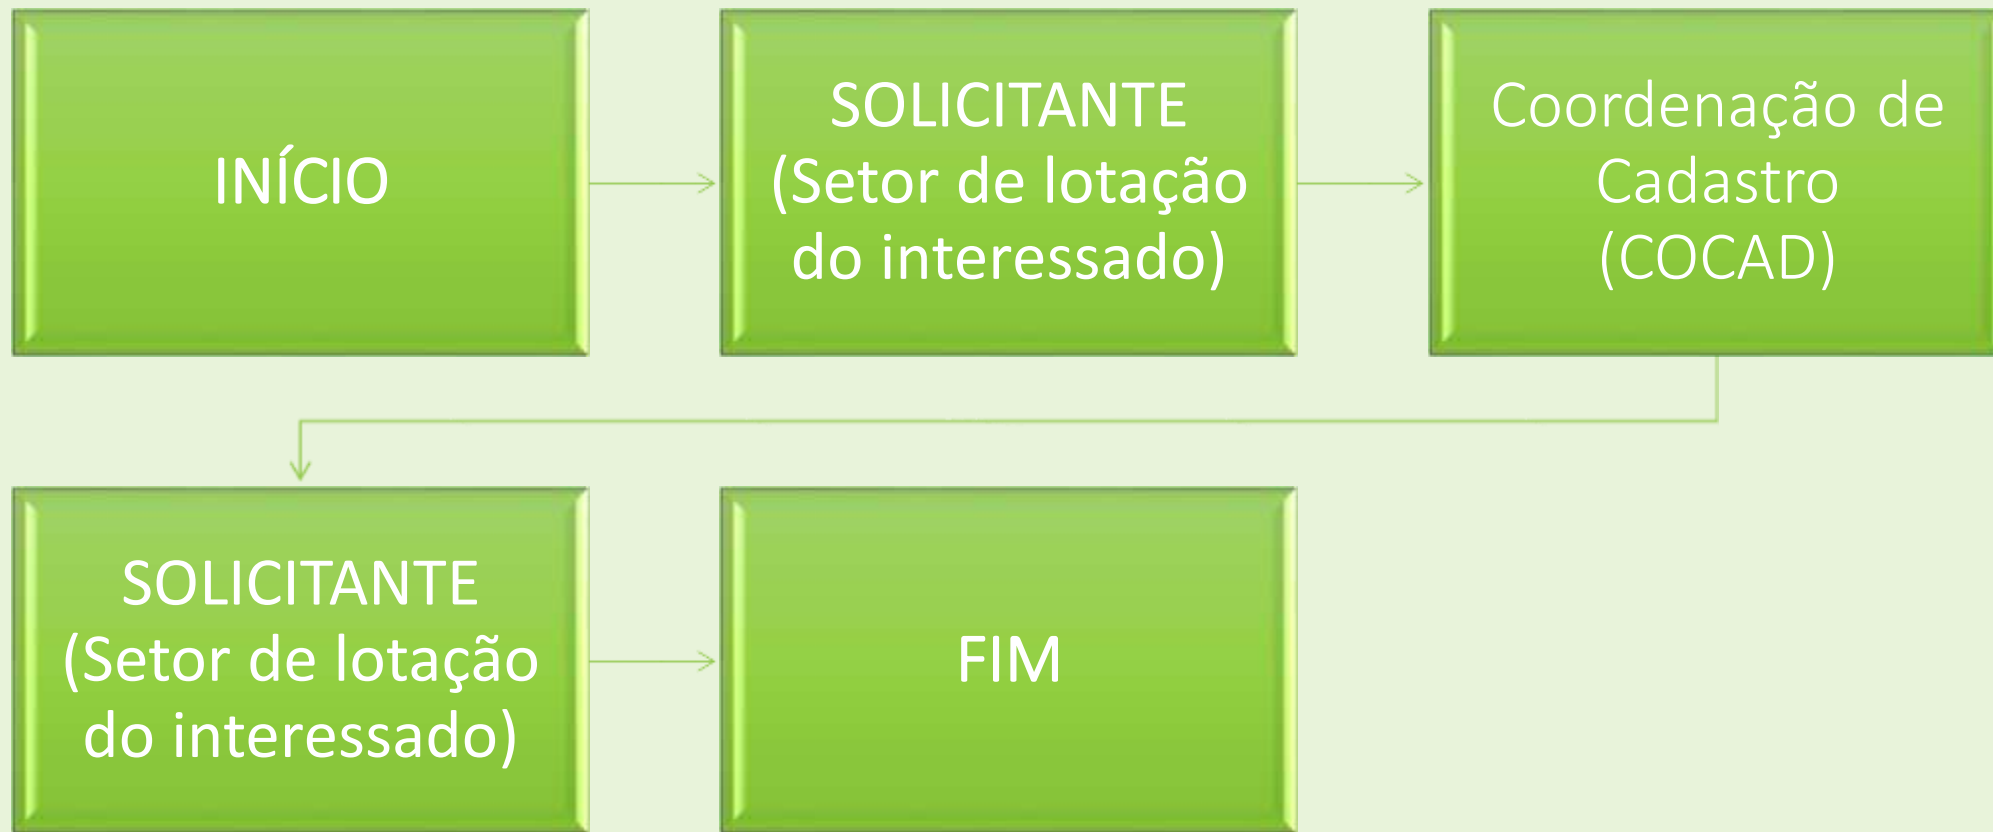 INÍCIO
SOLICITANTE
(Setor de lotação
do interessado)
Coordenação de
Cadastro
(COCAD)
SOLICITANTE
(Setor de lotação
do interessado)
FIM